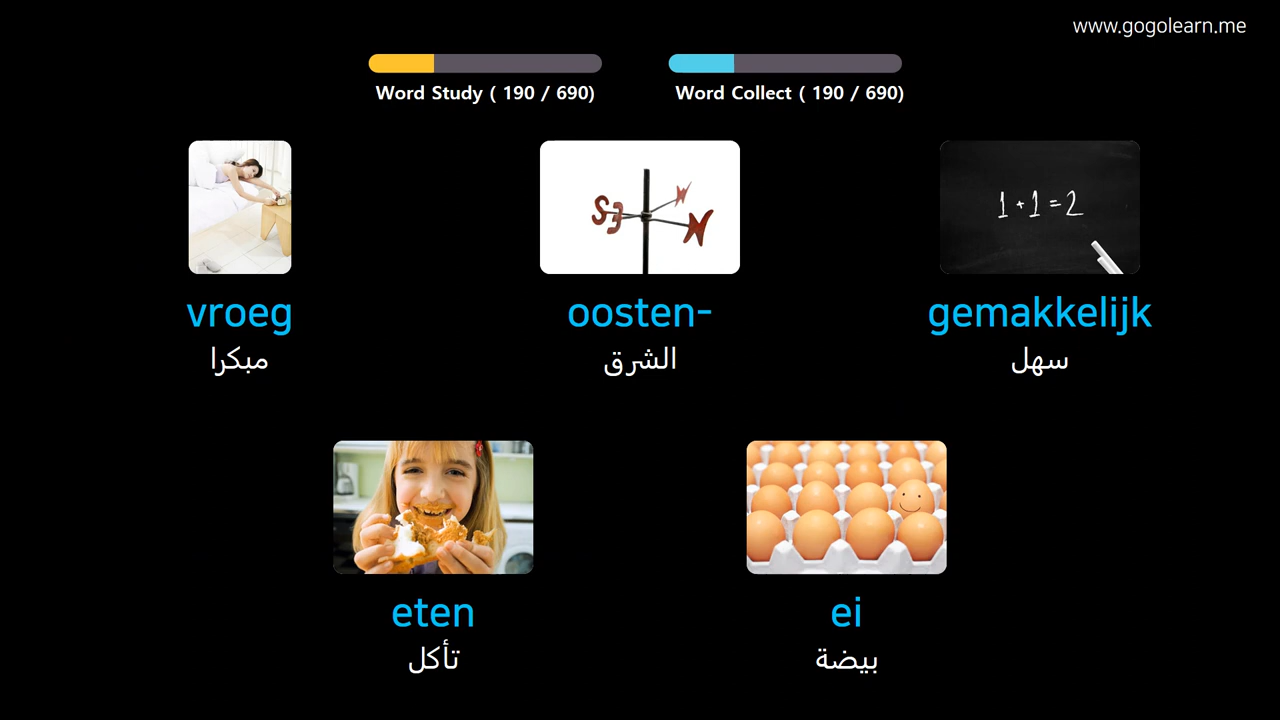 www.gogolearn.me
Word Study ( 190 / 690)
Word Collect ( 190 / 690)
S E N N
1 + 1 = 2
vroeg
oosten-
gemakkelijk
مبكرا
الشرق
سهل
eten
ei
تأكل
بيضة